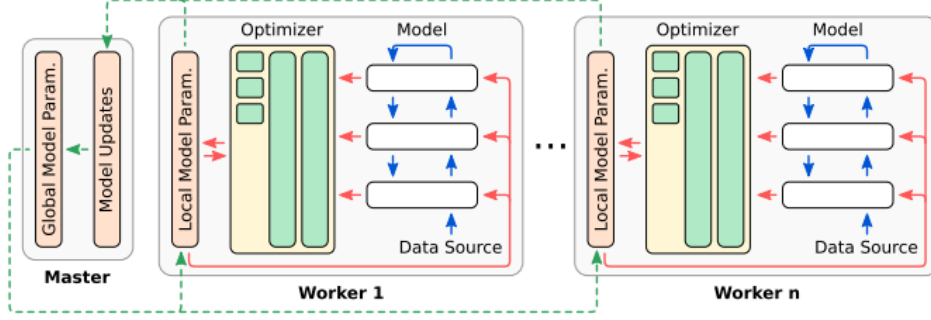 Optimizer
Model
Optimizer
Model
Global Model Param.
Model Updates
Local Model Param.
...
Local Model Param.
Data Source
Data Source
Master
Worker 1
Worker n